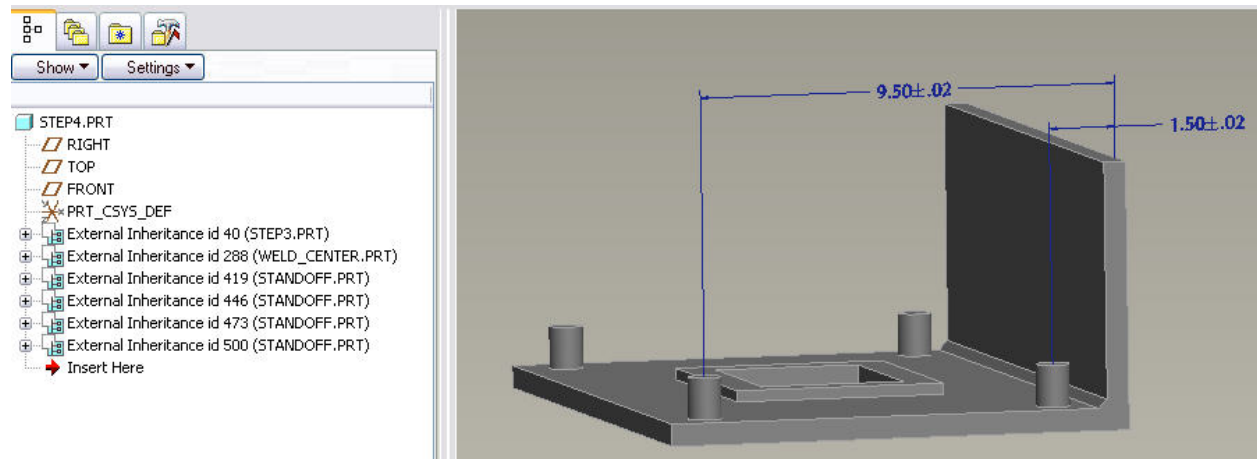 Show
Settings
STEP4.PRT
RIGHT
TOP
FRONT
PRT_CSYS_DEF
External Inheritance id 40 (STEP3.PRT)
External Inheritance id 288 (WELD_CENTER.PRT)
External Inheritance id 419 (STANDOFF.PRT)
External Inheritance id 446 (STANDOFF.PRT)
External Inheritance id 473 (STANDOFF.PRT)
External Inheritance id 500 (STANDOFF.PRT)
Insert Here
9.50±.02
1.50±.02